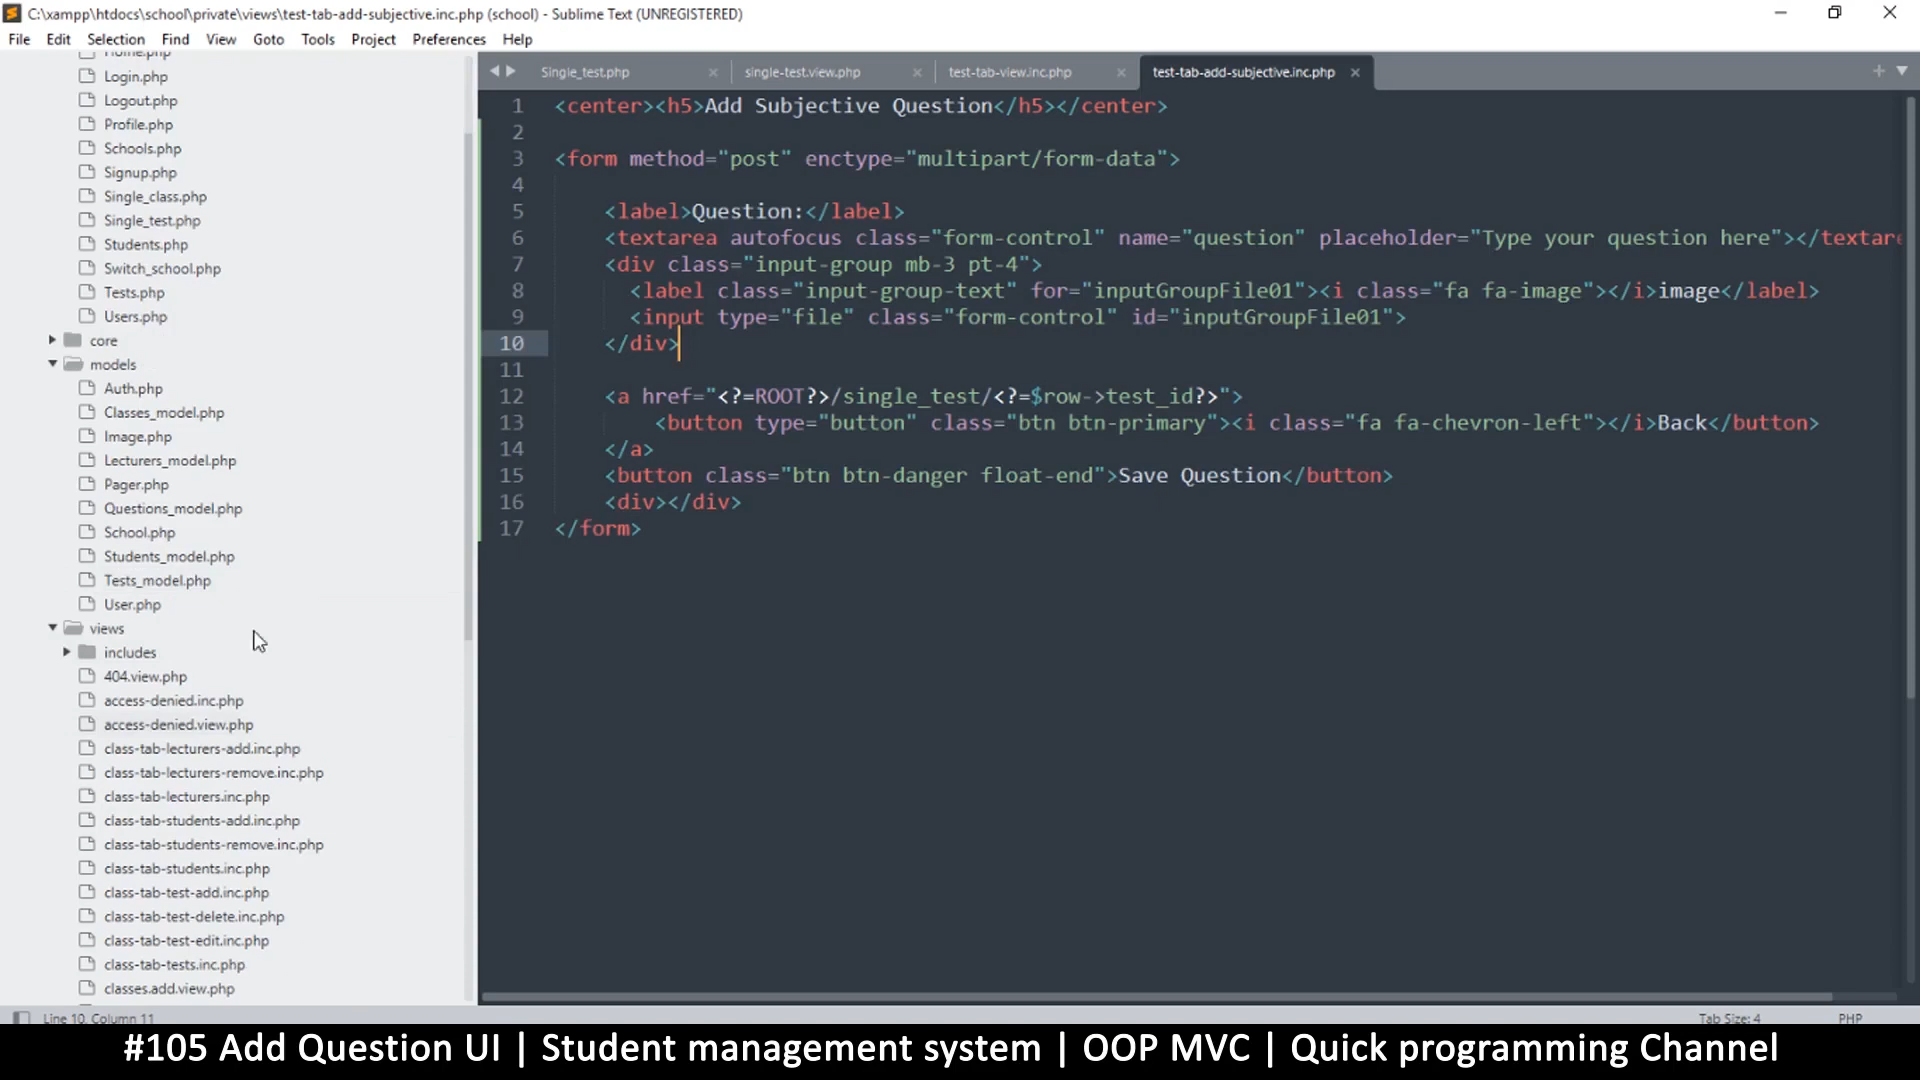 C:\xampp\htdocs\school\private\views\test-tab-add-subjective.inc.php (school) - Sublime Text (UNREGISTERED)
File Edit Selection Find View Goto Tools Project Preferences Help
Home.php
Login.php
Logout.php
Profile.php
Schools.php
Signup.php
Single_class.php
Single_test.php
Students.php
Switch_school.php
Tests.php
Users.php
core
models
Auth.php
Classes_model.php
Image.php
Lecturers_model.php
Pager.php
Questions_model.php
School.php
Students_model.php
Tests_model.php
User.php
views
includes
404.view.php
access-denied.inc.php
access-denied.view.php
class-tab-lecturers-add.inc.php
class-tab-lecturers-remove.inc.php
class-tab-lecturers.inc.php
class-tab-students-add.inc.php
class-tab-students-remove.inc.php
class-tab-students.inc.php
class-tab-test-add.inc.php
class-tab-test-delete.inc.php
class-tab-test-edit.inc.php
class-tab-tests.inc.php
classes.add.view.php
Single_test.php single-test.view.php test-tab-view.inc.php test-tab-add-subjective.inc.php
1 <center><h5>Add Subjective Question</h5></center>
2
3 <form method="post" enctype="multipart/form-data">
4
5 <label>Question:</label>
6 <textarea autofocus class="form-control" name="question" placeholder="Type your question here"></textare
7 <div class="input-group mb-3 pt-4">
8 <label class="input-group-text" for="inputGroupFile01"><i class="fa fa-image"></i>image</label>
9 <input type="file" class="form-control" id="inputGroupFile01">
10 </div>
11
12 <a href="<?=ROOT?>/single_test/<?=$row->test_id?>">
13 <button type="button" class="btn btn-primary"><i class="fa fa-chevron-left"></i>Back</button>
14 </a>
15 <button class="btn btn-danger float-end">Save Question</button>
16 <div></div>
17 </form>
Line 10, Column 11 Tab Size: 4 PHP
#105 Add Question UI | Student management system | OOP MVC | Quick programming Channel